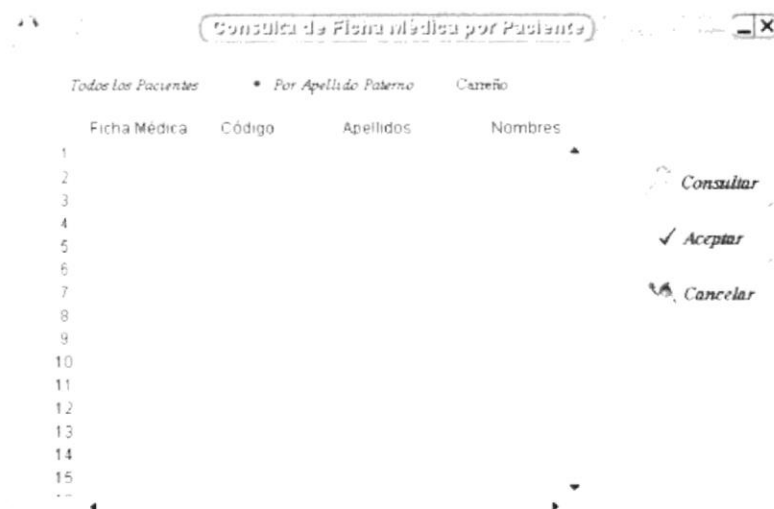 Consulta de Ficha Médica por Paciente
Todos los Pacientes Por Apellido Paterno Carreño
Ficha Médica Código Apellidos Nombres
1
2
3
4
5
6
7
8
9
10
11
12
13
14
15
Consultar
Aceptar
Cancelar